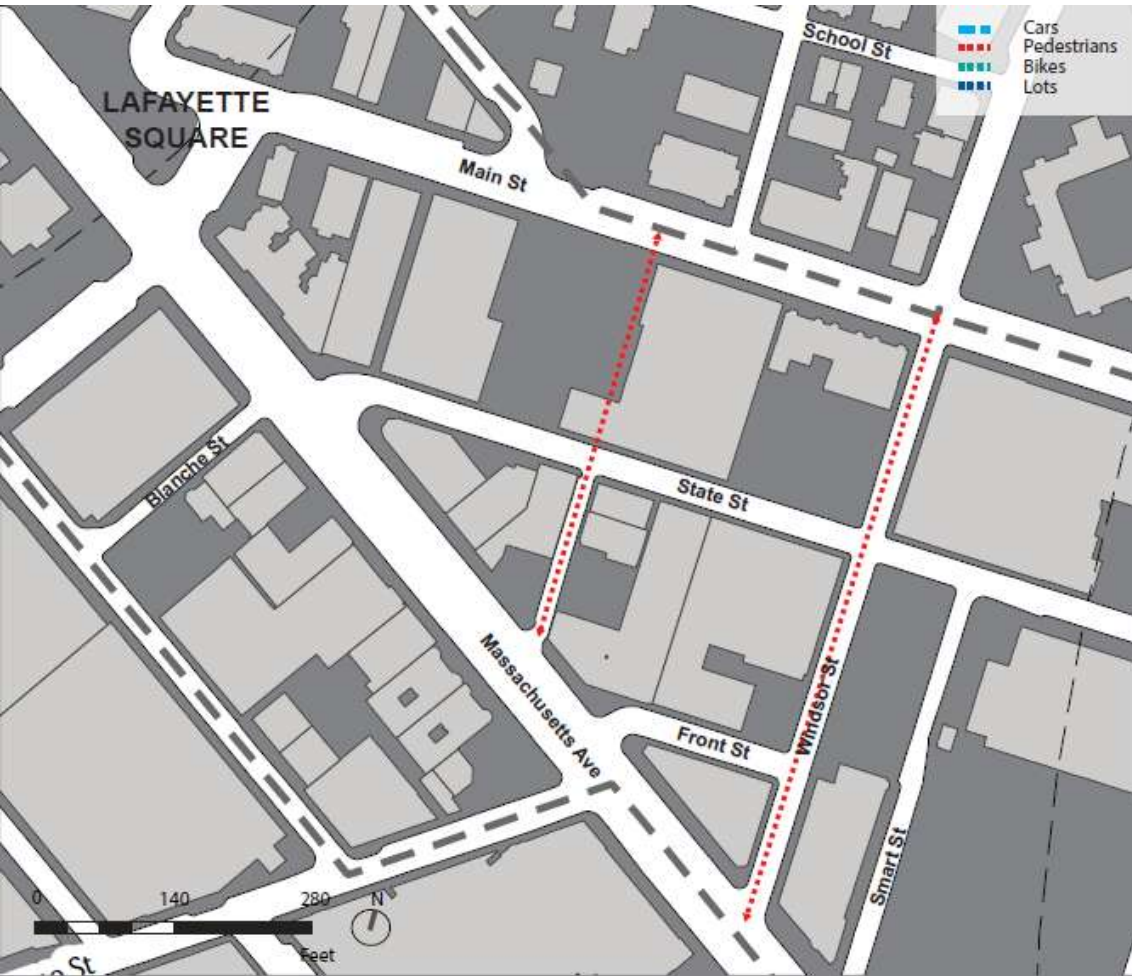 School St
Cars
Pedestrians
Bikes
Lots
LAFAYETTE
SQUARE
Main St
Blanche St
State St
Massachusetts Ave
Windsor St
Front St
Smart St
0 140 280
N
Feet
St